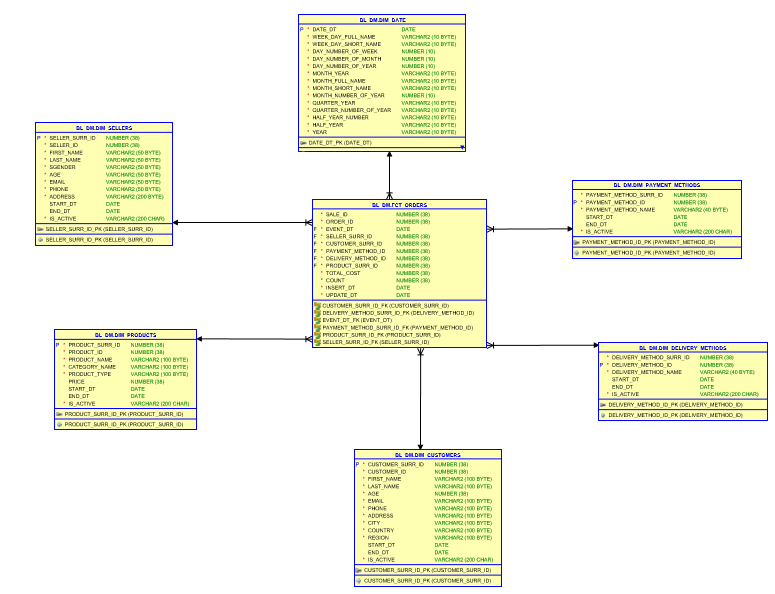 BL_DM.DIM_DATE
P * DATE_DT DATE
* WEEK_DAY_FULL_NAME VARCHAR2 (10 BYTE)
* WEEK_DAY_SHORT_NAME VARCHAR2 (10 BYTE)
* DAY_NUMBER_OF_WEEK NUMBER (10)
* DAY_NUMBER_OF_MONTH NUMBER (10)
* DAY_NUMBER_OF_YEAR NUMBER (10)
* MONTH_YEAR VARCHAR2 (10 BYTE)
* MONTH_FULL_NAME VARCHAR2 (10 BYTE)
* MONTH_SHORT_NAME VARCHAR2 (10 BYTE)
* MONTH_NUMBER_OF_YEAR NUMBER (10)
* QUARTER_YEAR VARCHAR2 (10 BYTE)
* QUARTER_NUMBER_OF_YEAR VARCHAR2 (10 BYTE)
* HALF_YEAR_NUMBER VARCHAR2 (10 BYTE)
* HALF_YEAR VARCHAR2 (10 BYTE)
* YEAR VARCHAR2 (10 BYTE)
DATE_DT_PK (DATE_DT)
BL_DM.DIM_SELLERS
P * SELLER_SURR_ID NUMBER (38)
* SELLER_ID NUMBER (38)
* FIRST_NAME VARCHAR2 (50 BYTE)
* LAST_NAME VARCHAR2 (50 BYTE)
* SGENDER VARCHAR2 (50 BYTE)
* AGE VARCHAR2 (50 BYTE)
* EMAIL VARCHAR2 (50 BYTE)
* PHONE VARCHAR2 (50 BYTE)
* ADDRESS VARCHAR2 (200 BYTE)
START_DT DATE
END_DT DATE
* IS_ACTIVE VARCHAR2 (200 CHAR)
SELLER_SURR_ID_PK (SELLER_SURR_ID)
SELLER_SURR_ID_PK (SELLER_SURR_ID)
BL_DM.FCT_ORDERS
* SALE_ID NUMBER (38)
* ORDER_ID NUMBER (38)
F * EVENT_DT DATE
F * SELLER_SURR_ID NUMBER (38)
F * CUSTOMER_SURR_ID NUMBER (38)
F * PAYMENT_METHOD_ID NUMBER (38)
F * DELIVERY_METHOD_ID NUMBER (38)
F * PRODUCT_SURR_ID NUMBER (38)
* TOTAL_COST NUMBER (38)
* COUNT NUMBER (38)
* INSERT_DT DATE
* UPDATE_DT DATE
CUSTOMER_SURR_ID_FK (CUSTOMER_SURR_ID)
DELIVERY_METHOD_SURR_ID_FK (DELIVERY_METHOD_ID)
EVENT_DT_FK (EVENT_DT)
PAYMENT_METHOD_SURR_ID_FK (PAYMENT_METHOD_ID)
PRODUCT_SURR_ID_FK (PRODUCT_SURR_ID)
SELLER_SURR_ID_FK (SELLER_SURR_ID)
BL_DM.DIM_PAYMENT_METHODS
* PAYMENT_METHOD_SURR_ID NUMBER (38)
P * PAYMENT_METHOD_ID NUMBER (38)
* PAYMENT_METHOD_NAME VARCHAR2 (40 BYTE)
START_DT DATE
END_DT DATE
* IS_ACTIVE VARCHAR2 (200 CHAR)
PAYMENT_METHOD_ID_PK (PAYMENT_METHOD_ID)
PAYMENT_METHOD_ID_PK (PAYMENT_METHOD_ID)
BL_DM.DIM_PRODUCTS
P * PRODUCT_SURR_ID NUMBER (38)
* PRODUCT_ID NUMBER (38)
* PRODUCT_NAME VARCHAR2 (100 BYTE)
* CATEGORY_NAME VARCHAR2 (100 BYTE)
* PRODUCT_TYPE VARCHAR2 (100 BYTE)
PRICE NUMBER (38)
START_DT DATE
END_DT DATE
* IS_ACTIVE VARCHAR2 (200 CHAR)
PRODUCT_SURR_ID_PK (PRODUCT_SURR_ID)
PRODUCT_SURR_ID_PK (PRODUCT_SURR_ID)
BL_DM.DIM_DELIVERY_METHODS
* DELIVERY_METHOD_SURR_ID NUMBER (38)
P * DELIVERY_METHOD_ID NUMBER (38)
* DELIVERY_METHOD_NAME VARCHAR2 (40 BYTE)
START_DT DATE
END_DT DATE
* IS_ACTIVE VARCHAR2 (200 CHAR)
DELIVERY_METHOD_ID_PK (DELIVERY_METHOD_ID)
DELIVERY_METHOD_ID_PK (DELIVERY_METHOD_ID)
BL_DM.DIM_CUSTOMERS
P * CUSTOMER_SURR_ID NUMBER (38)
* CUSTOMER_ID NUMBER (38)
* FIRST_NAME VARCHAR2 (100 BYTE)
* LAST_NAME VARCHAR2 (100 BYTE)
* AGE NUMBER (38)
* EMAIL VARCHAR2 (100 BYTE)
* PHONE VARCHAR2 (100 BYTE)
* ADDRESS VARCHAR2 (100 BYTE)
* CITY VARCHAR2 (100 BYTE)
* COUNTRY VARCHAR2 (100 BYTE)
* REGION VARCHAR2 (100 BYTE)
START_DT DATE
END_DT DATE
* IS_ACTIVE VARCHAR2 (200 CHAR)
CUSTOMER_SURR_ID_PK (CUSTOMER_SURR_ID)
CUSTOMER_SURR_ID_PK (CUSTOMER_SURR_ID)